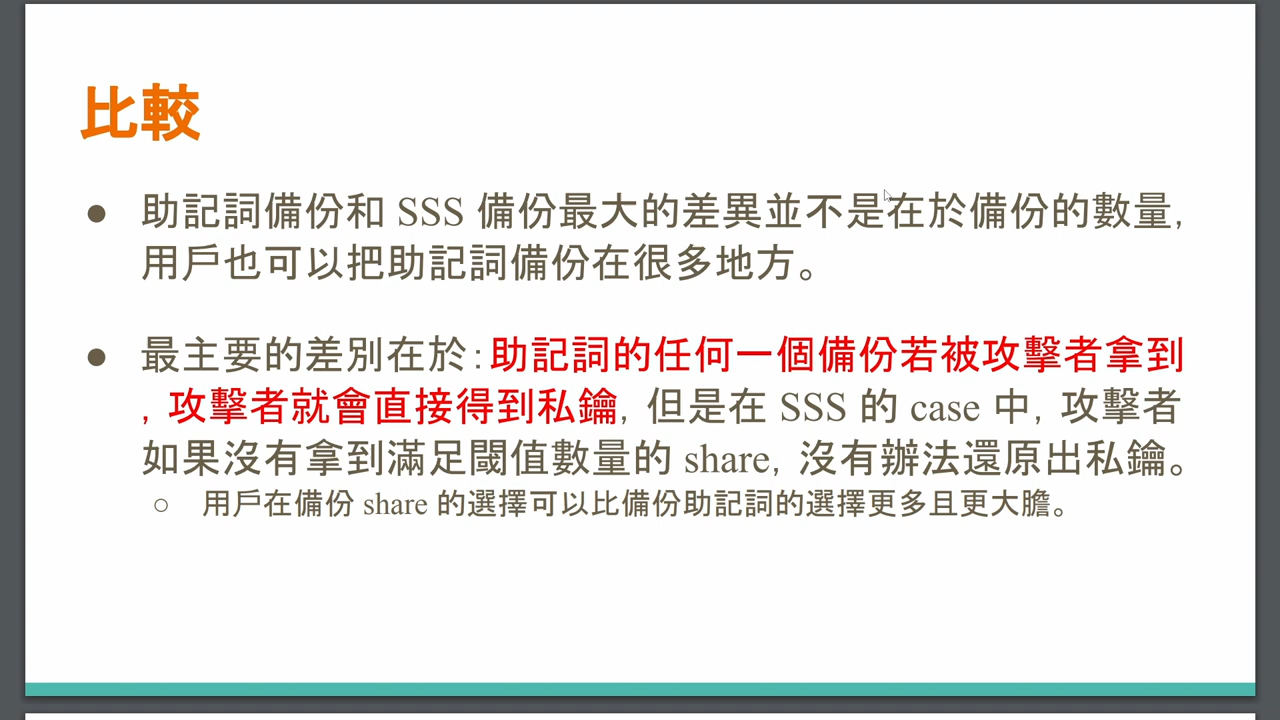 比較
● 助記詞備份和 SSS 備份最大的差異並不是在於備份的數量,
用戶也可以把助記詞備份在很多地方。
● 最主要的差別在於:助記詞的任何一個備份若被攻擊者拿到
,攻擊者就會直接得到私鑰,但是在 SSS 的 case 中,攻擊者
如果沒有拿到滿足閾值數量的 share,沒有辦法還原出私鑰。
○ 用戶在備份 share 的選擇可以比備份助記詞的選擇更多且更大膽。